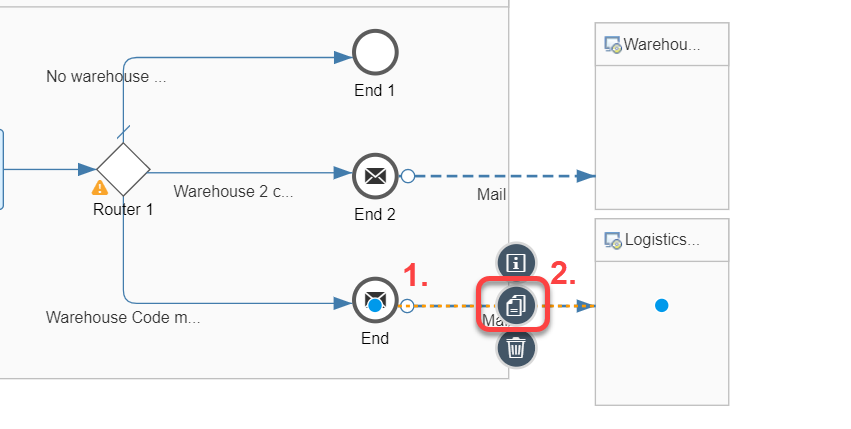 Warehou...
No warehouse ...
End 1
Warehouse 2 c...
Mail
Router 1
End 2
Logistics...
1.
2.
Warehouse Code m...
Mai
End